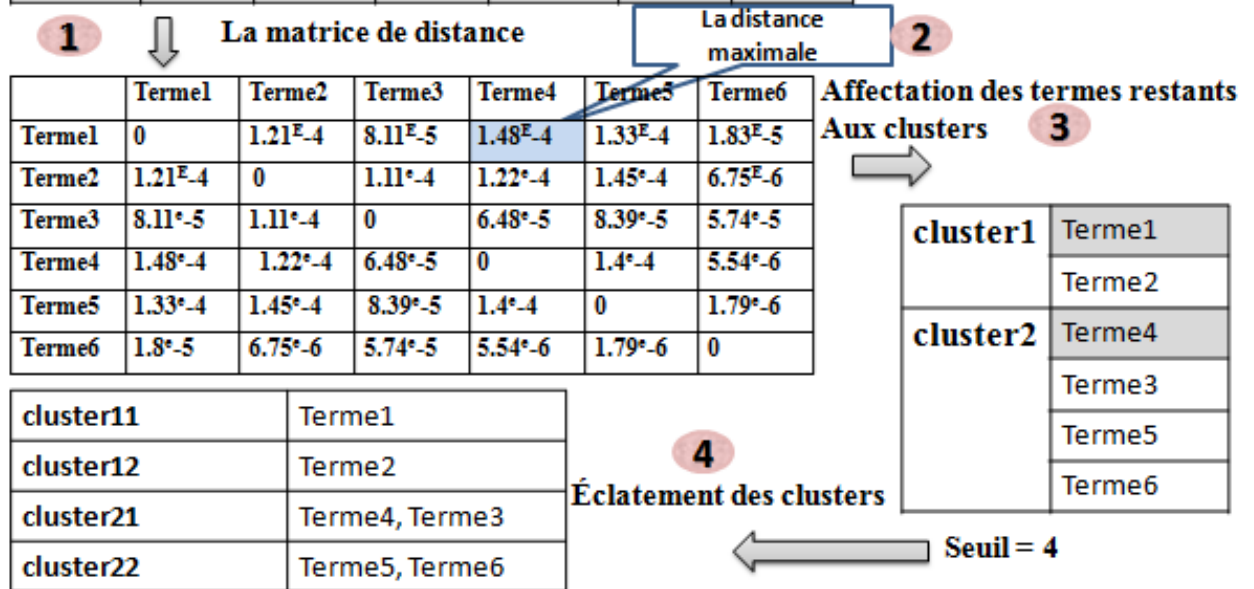 1 La matrice de distance
La distance
maximale
2
Terme1 Terme2 Terme3 Terme4 Terme5 Terme6
Terme1 0 1.21ᴱ-4 8.11ᴱ-5 1.48ᴱ-4 1.33ᴱ-4 1.83ᴱ-5
Terme2 1.21ᴱ-4 0 1.11ᵉ-4 1.22ᵉ-4 1.45ᵉ-4 6.75ᴱ-6
Terme3 8.11ᵉ-5 1.11ᵉ-4 0 6.48ᵉ-5 8.39ᵉ-5 5.74ᵉ-5
Terme4 1.48ᵉ-4 1.22ᵉ-4 6.48ᵉ-5 0 1.4ᵉ-4 5.54ᵉ-6
Terme5 1.33ᵉ-4 1.45ᵉ-4 8.39ᵉ-5 1.4ᵉ-4 0 1.79ᵉ-6
Terme6 1.8ᵉ-5 6.75ᵉ-6 5.74ᵉ-5 5.54ᵉ-6 1.79ᵉ-6 0
Affectation des termes restants
Aux clusters 3
cluster1 Terme1
Terme2
cluster2 Terme4
Terme3
Terme5
Terme6
4
Éclatement des clusters
Seuil = 4
cluster11 Terme1
cluster12 Terme2
cluster21 Terme4, Terme3
cluster22 Terme5, Terme6